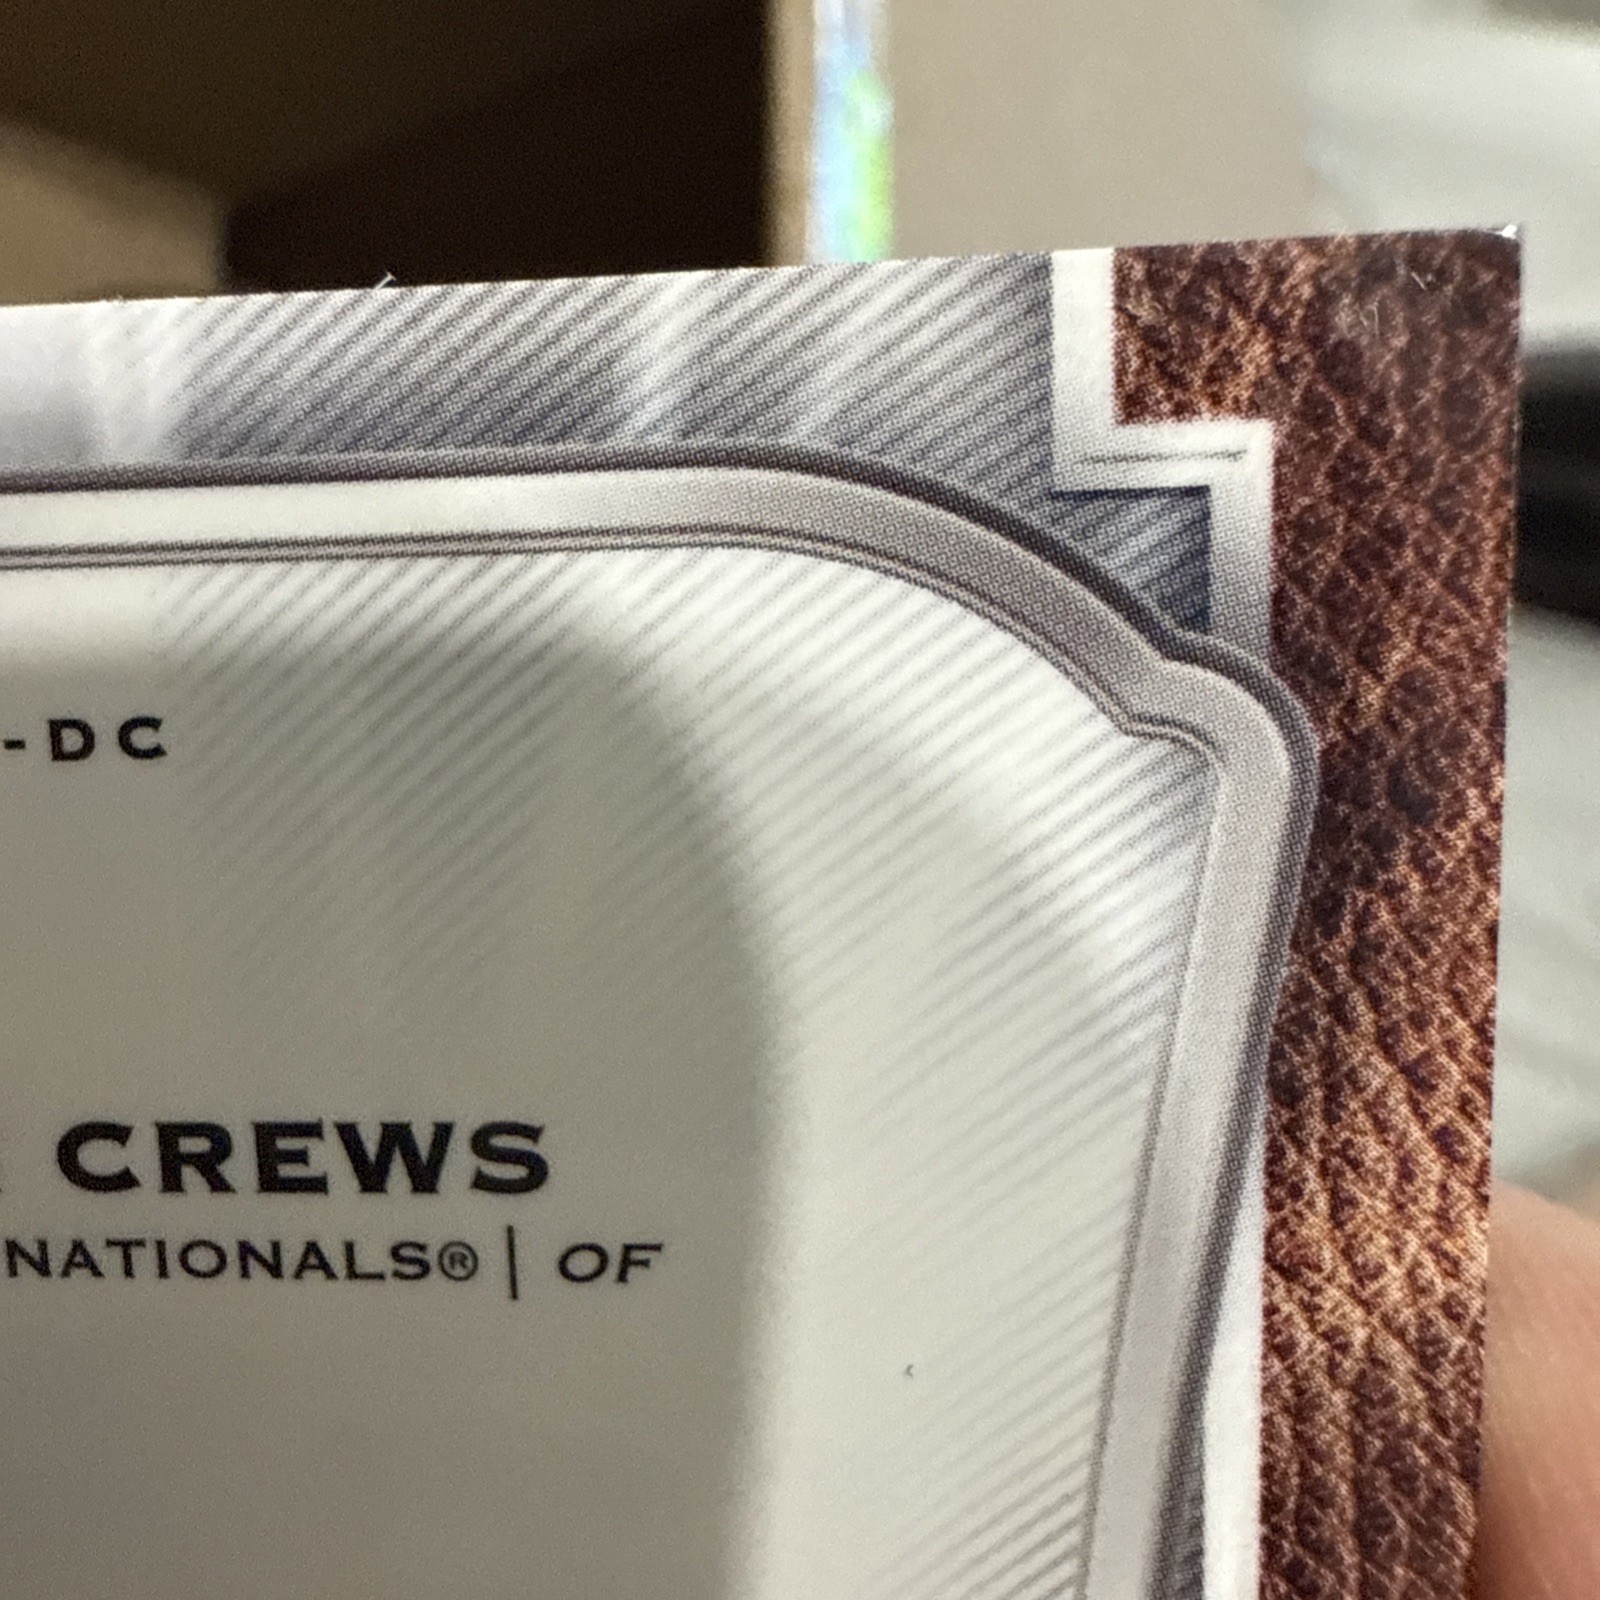 -DC
CREWS
NATIONALS® | OF